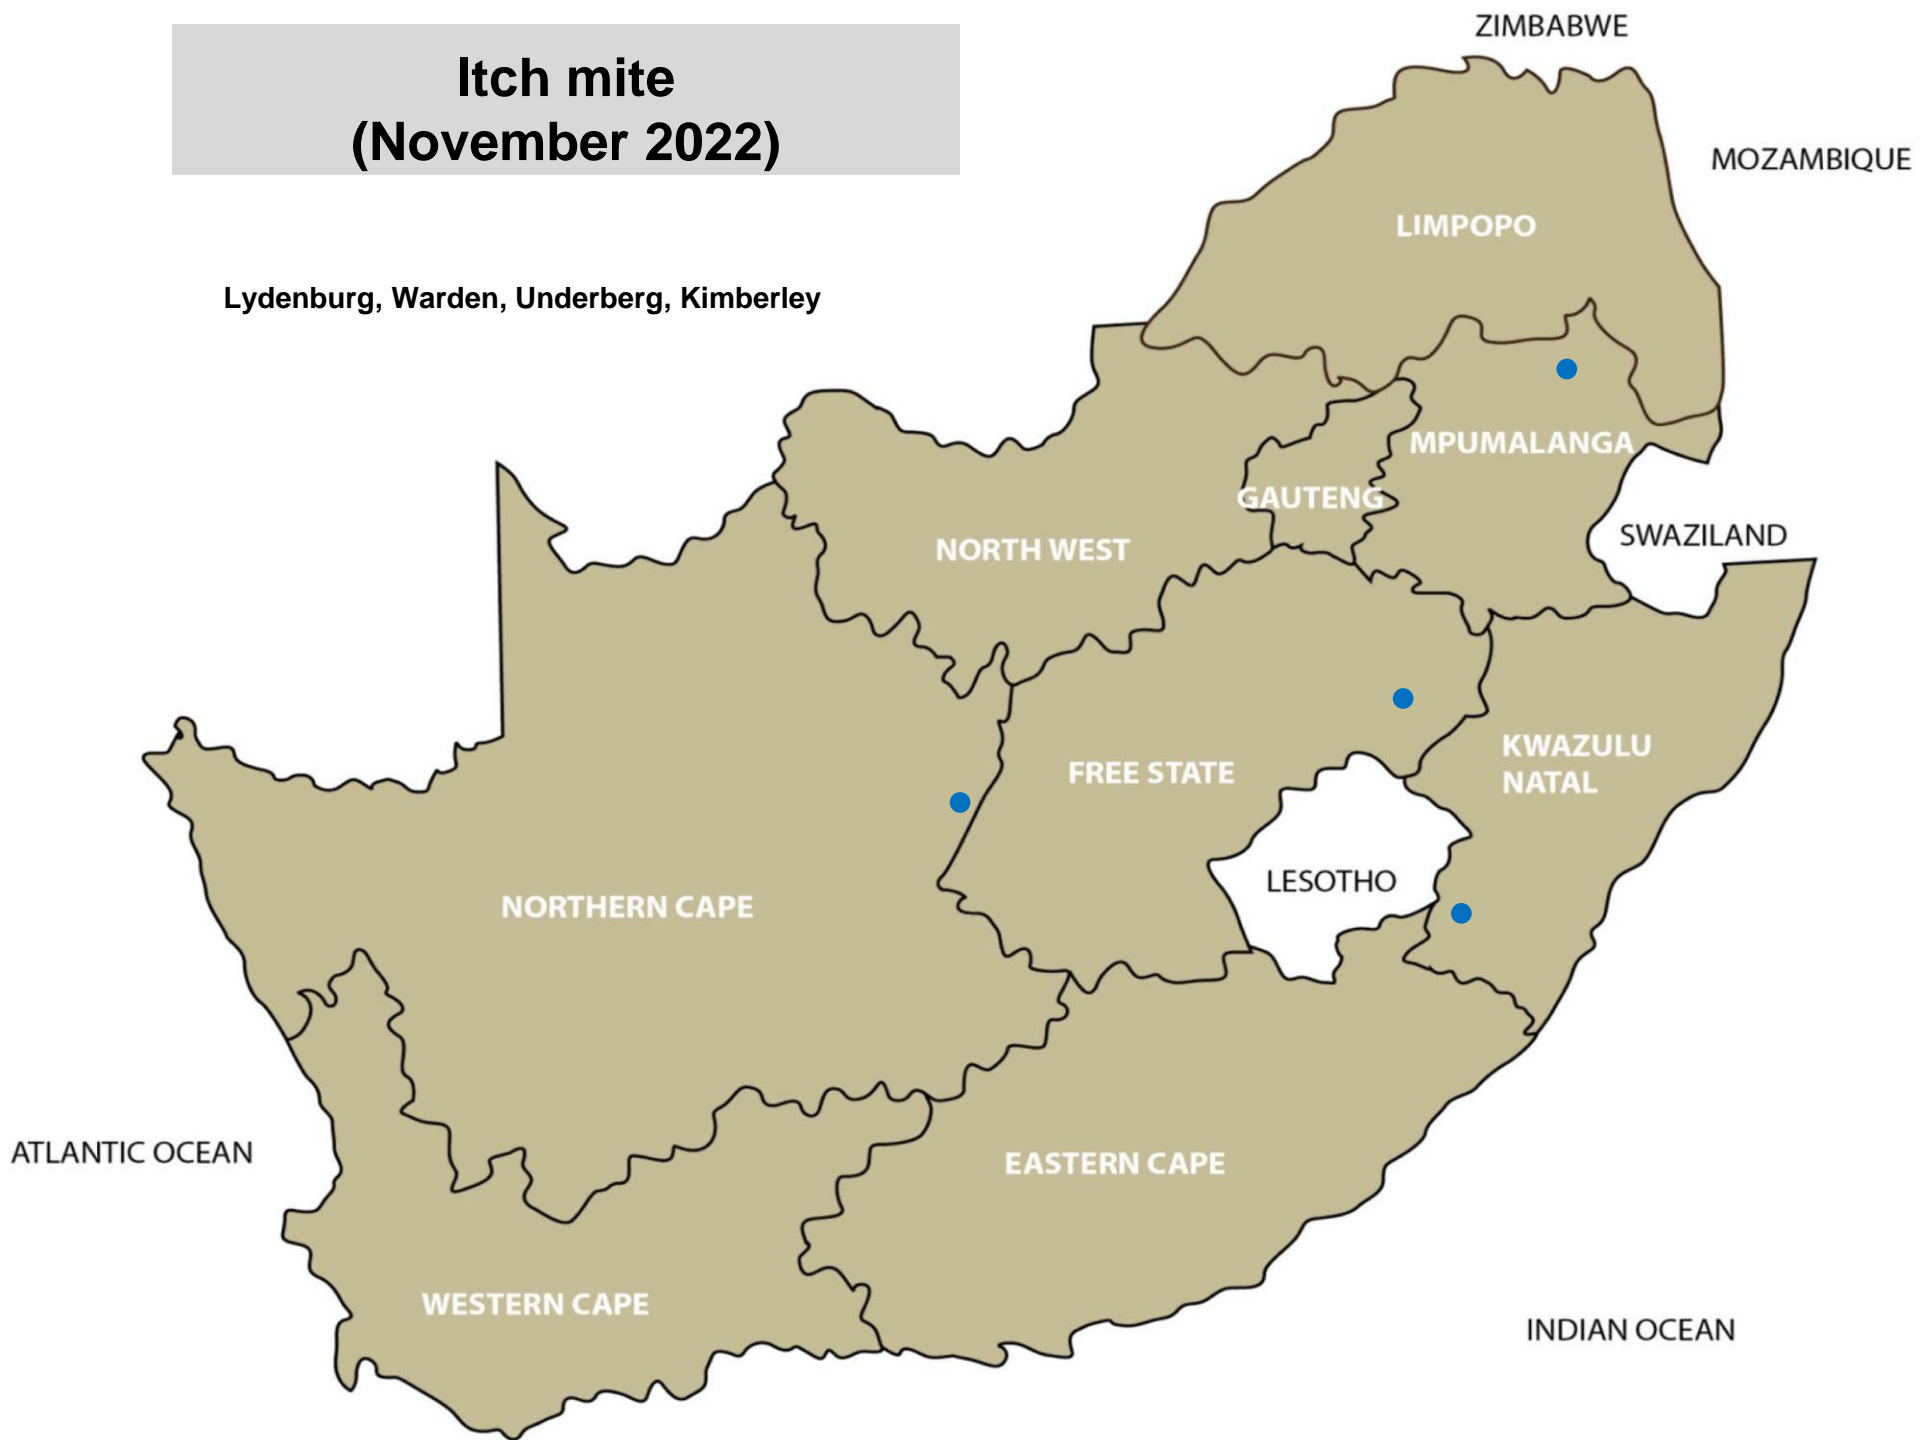 Itch mite
(November 2022)
Lydenburg, Warden, Underberg, Kimberley
ZIMBABWE
MOZAMBIQUE
LIMPOPO
MPUMALANGA
GAUTENG
SWAZILAND
NORTH WEST
KWAZULU
NATAL
FREE STATE
LESOTHO
NORTHERN CAPE
ATLANTIC OCEAN
EASTERN CAPE
WESTERN CAPE
INDIAN OCEAN